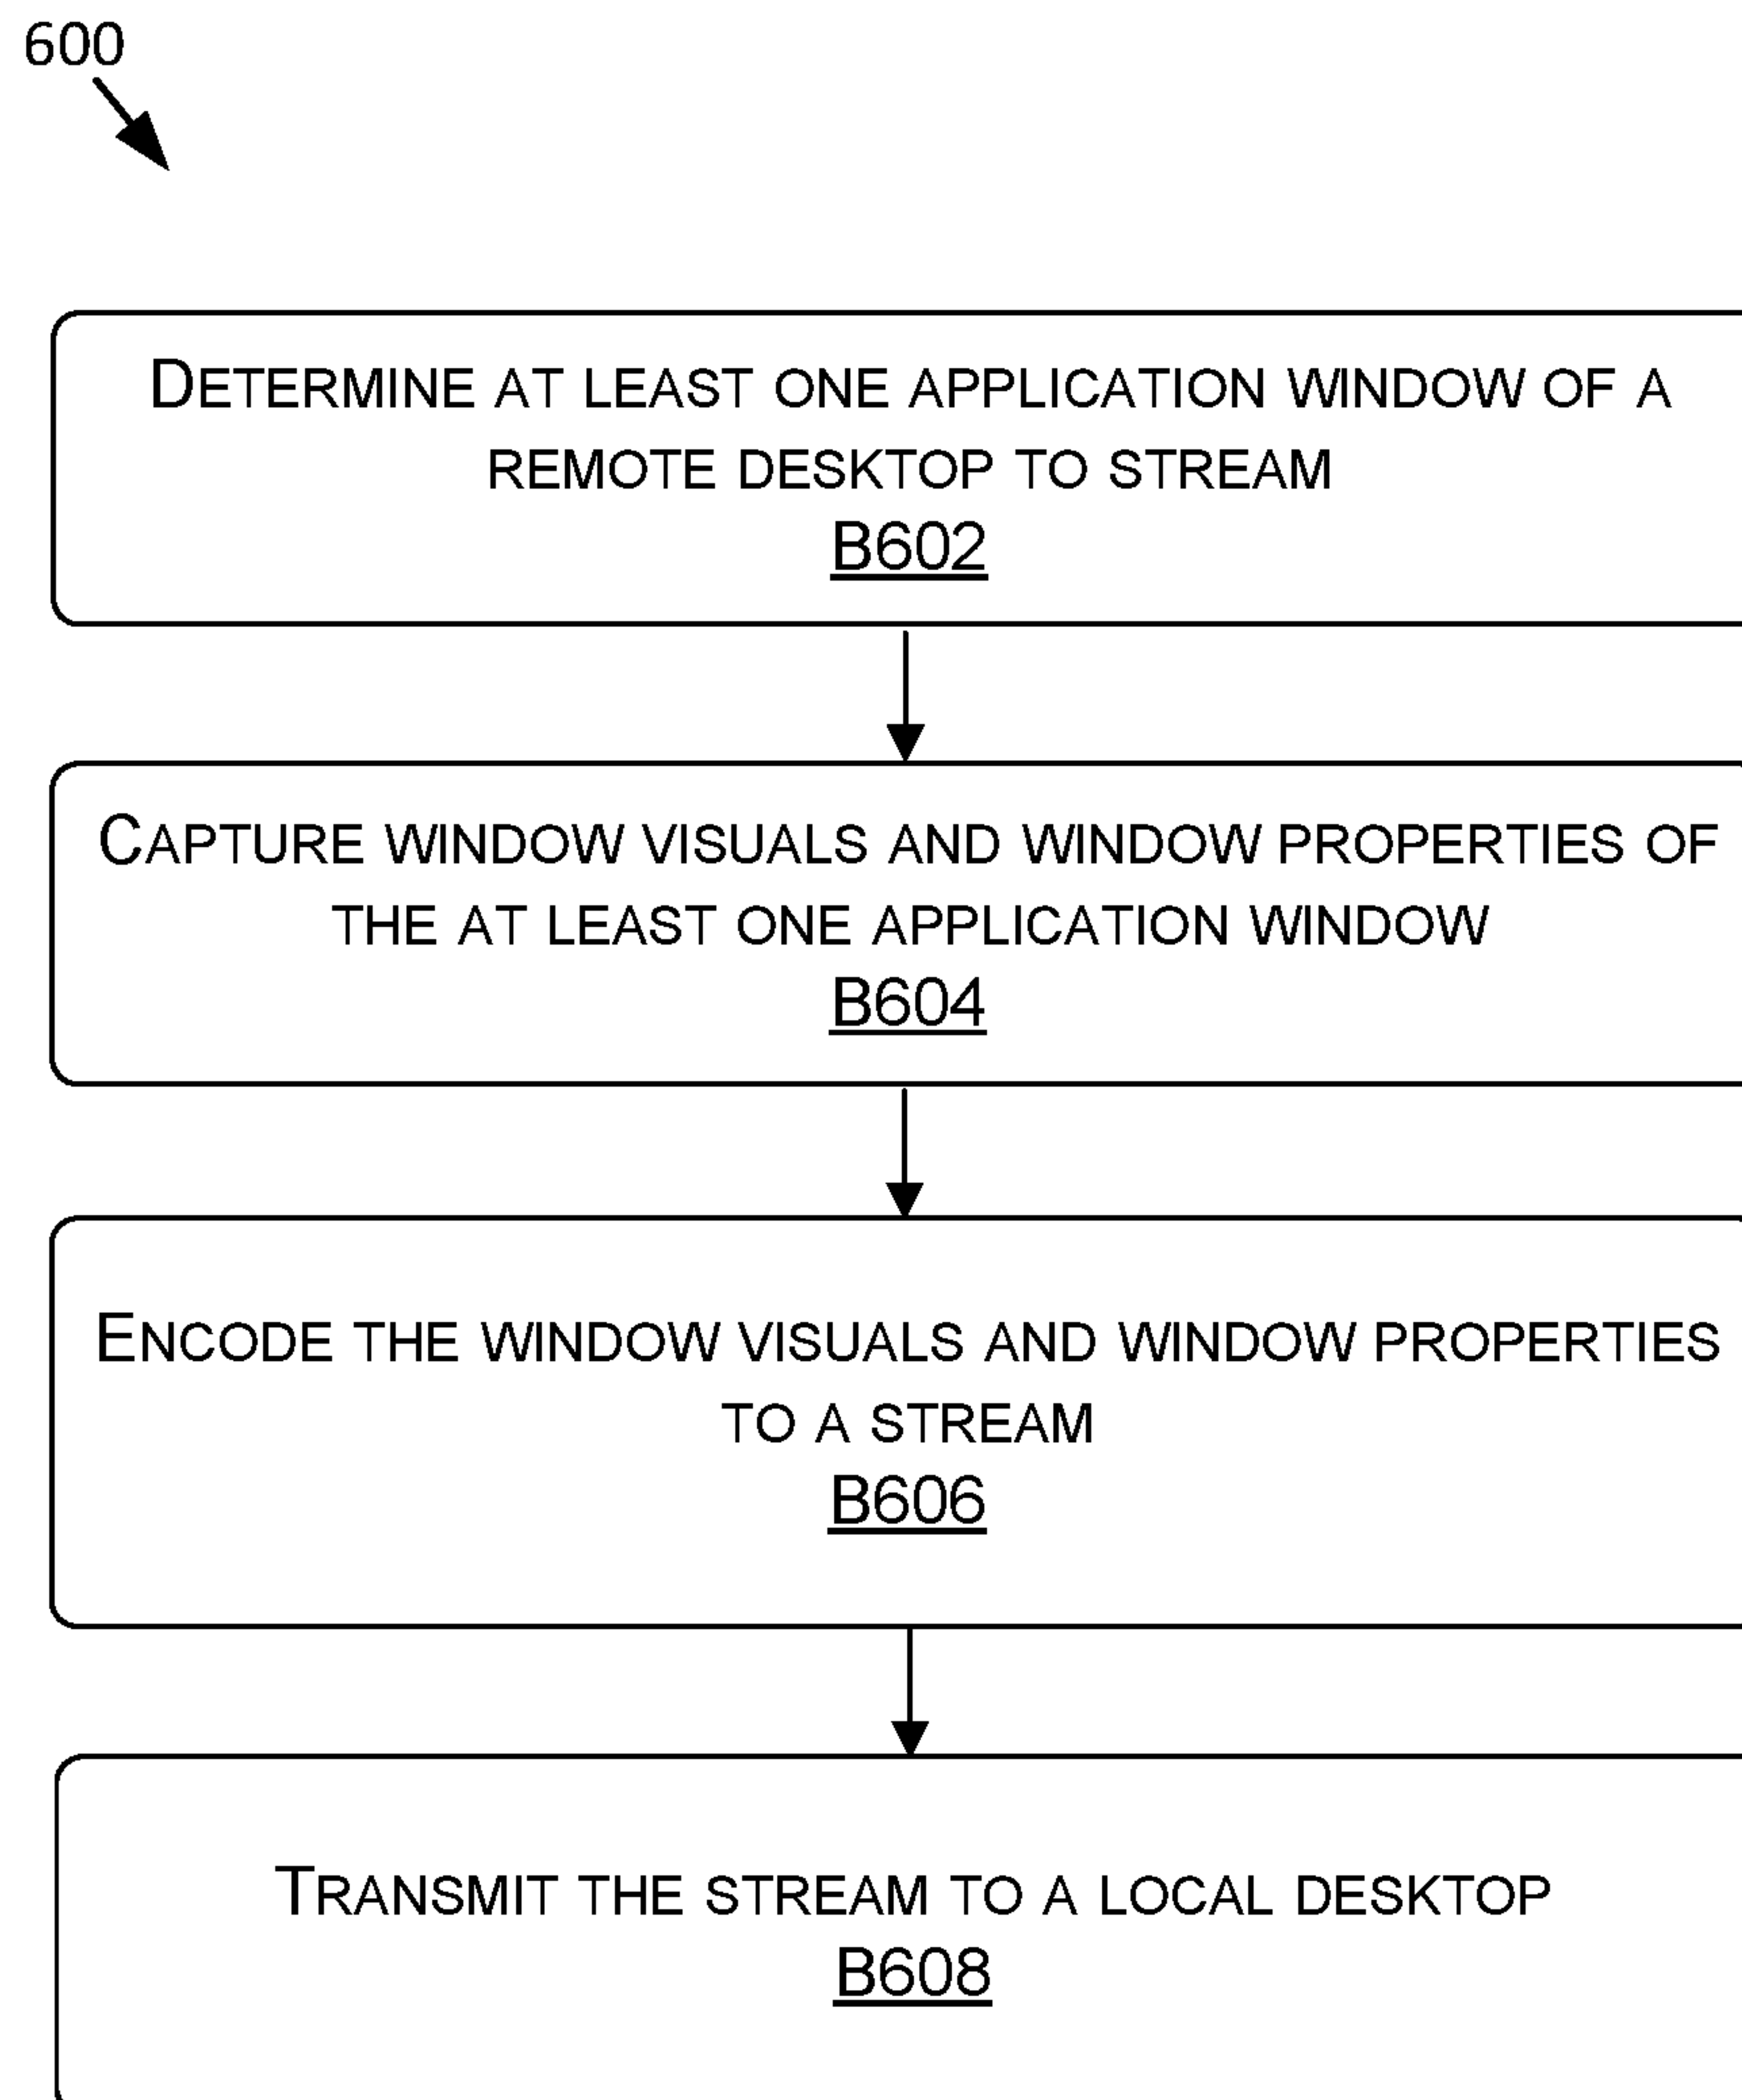 600
DETERMINE AT LEAST ONE APPLICATION WINDOW OF A
REMOTE DESKTOP TO STREAM
B602
CAPTURE WINDOW VISUALS AND WINDOW PROPERTIES OF
THE AT LEAST ONE APPLICATION WINDOW
B604
ENCODE THE WINDOW VISUALS AND WINDOW PROPERTIES
TO A STREAM
B606
TRANSMIT THE STREAM TO A LOCAL DESKTOP
B608